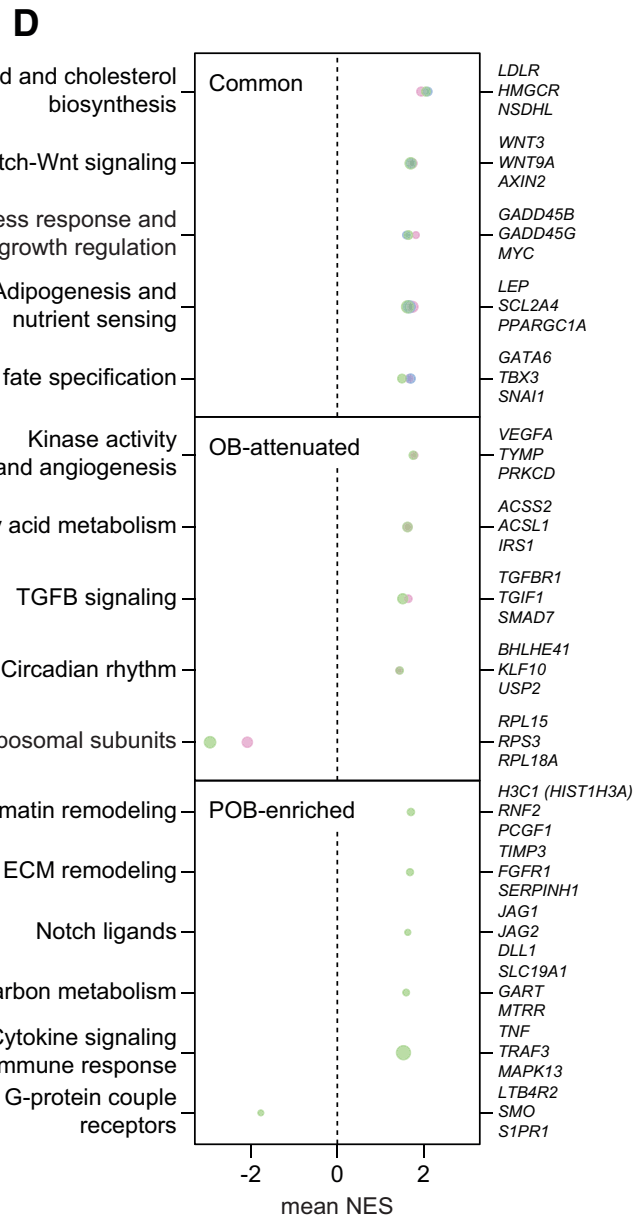 D
d and cholesterol
biosynthesis
Common
LDLR
HMGCR
NSDHL
tch-Wnt signaling
WNT3
WNT9A
AXIN2
ess response and
growth regulation
GADD45B
GADD45G
MYC
Adipogenesis and
nutrient sensing
LEP
SCL2A4
PPARGC1A
fate specification
GATA6
TBX3
SNAI1
Kinase activity
and angiogenesis
OB-attenuated
VEGFA
TYMP
PRKCD
acid metabolism
ACSS2
ACSL1
IRS1
TGFB signaling
TGFBR1
TGIF1
SMAD7
Circadian rhythm
BHLHE41
KLF10
USP2
bosomal subunits
RPL15
RPS3
RPL18A
matin remodeling
POB-enriched
H3C1 (HIST1H3A)
RNF2
PCGF1
ECM remodeling
TIMP3
FGFR1
SERPINH1
Notch ligands
JAG1
JAG2
DLL1
arbon metabolism
SLC19A1
GART
MTRR
Cytokine signaling
mmune response
TNF
TRAF3
MAPK13
G-protein couple
receptors
LTB4R2
SMO
S1PR1
-2 0 2
mean NES